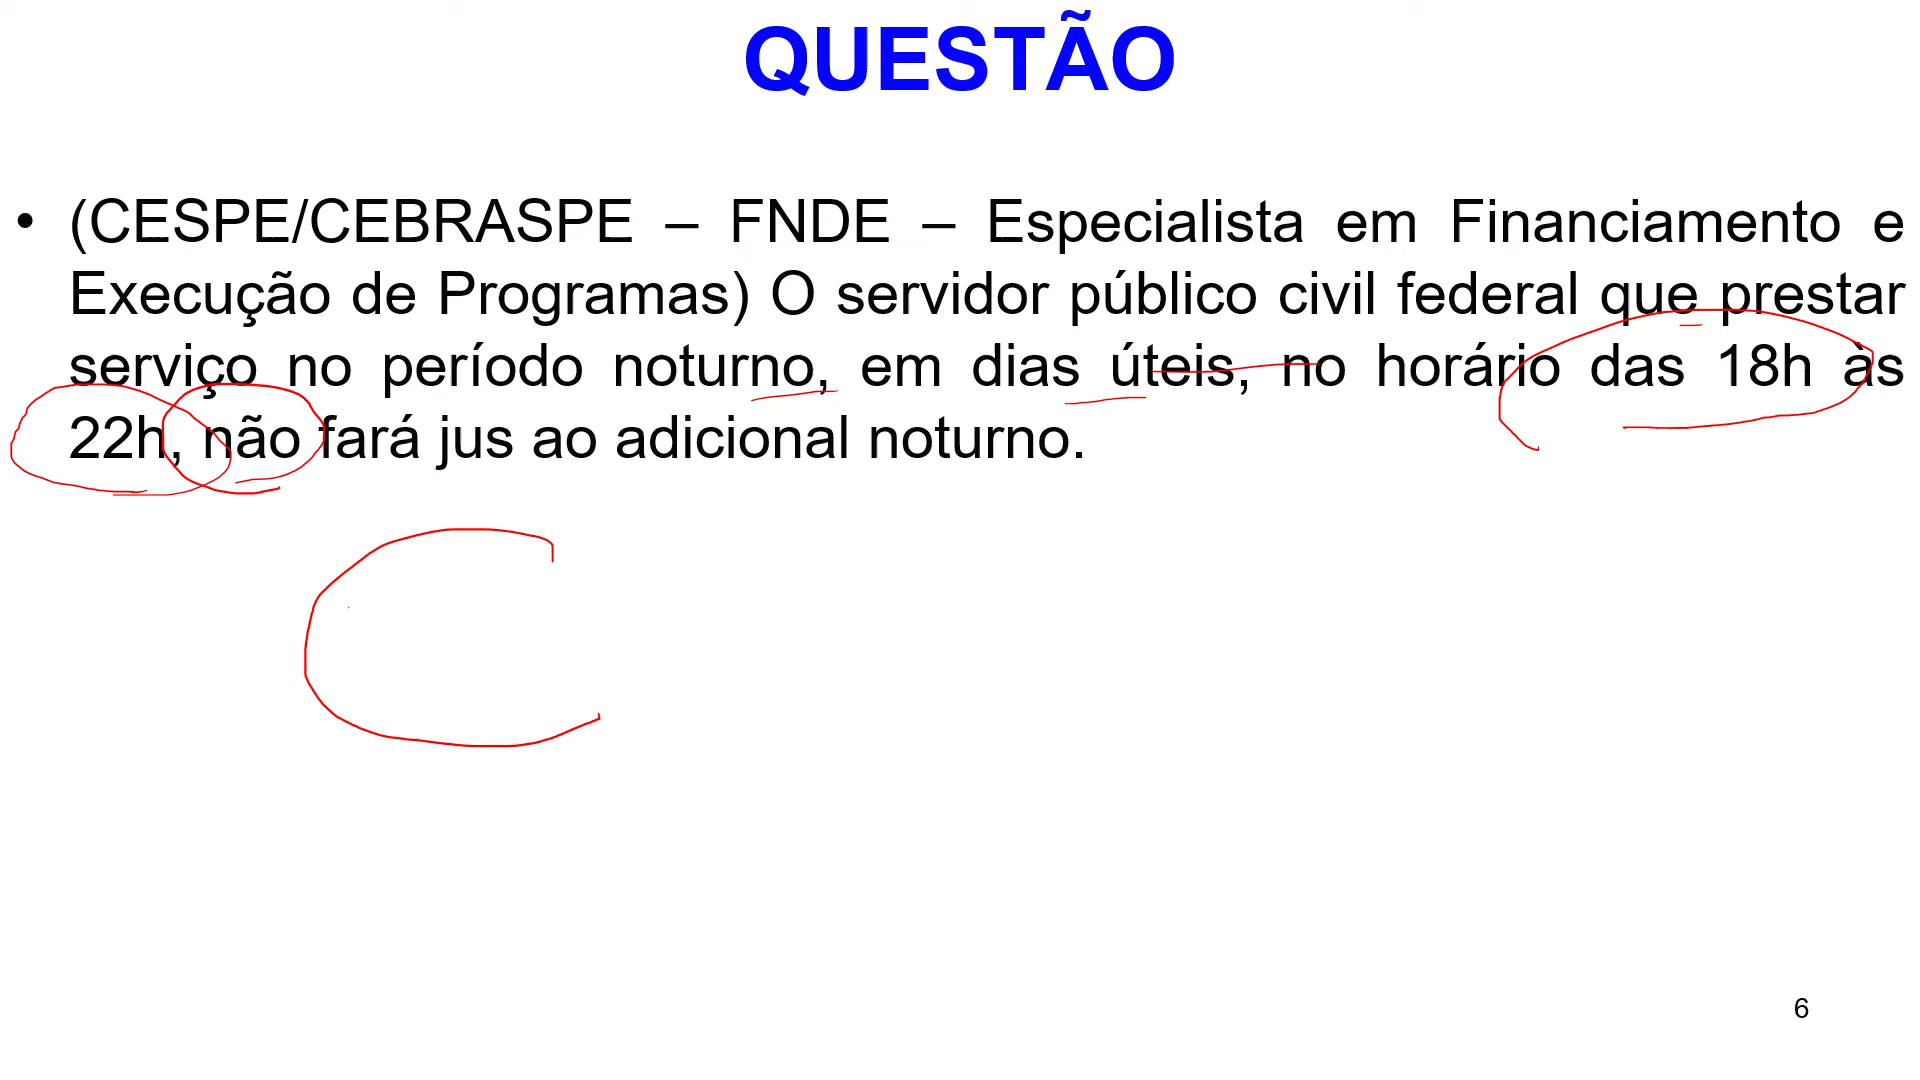 QUESTÃO
• (CESPE/CEBRASPE – FNDE – Especialista em Financiamento e
Execução de Programas) O servidor público civil federal que prestar
serviço no período noturno, em dias úteis, no horário das 18h às
22h, não fará jus ao adicional noturno.
C
6